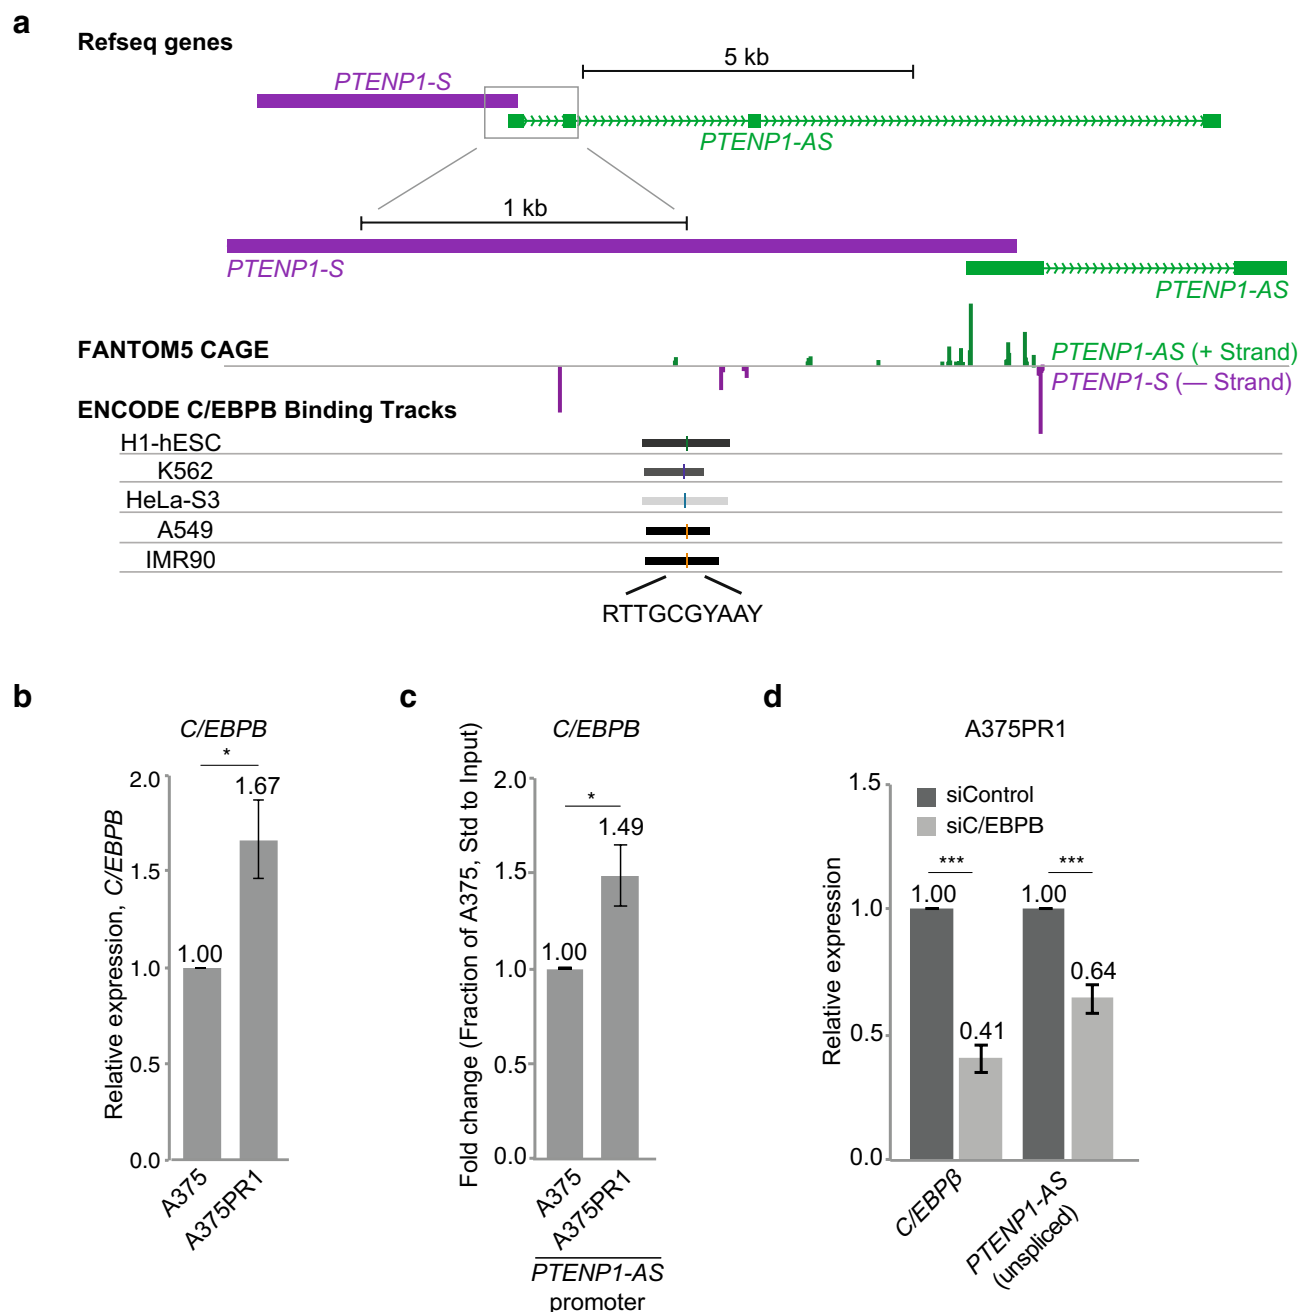 a
Refseq genes
5 kb
PTENP1-S
PTENP1-AS
1 kb
PTENP1-S
PTENP1-AS
FANTOM5 CAGE
PTENP1-AS (+ Strand)
PTENP1-S (— Strand)
ENCODE C/EBPB Binding Tracks
H1-hESC
K562
HeLa-S3
A549
IMR90
RTTGCGYAAY
b
C/EBPB
*
Relative expression, C/EBPB
2.0
1.5
1.0
0.5
0.0
1.00
1.67
A375
A375PR1
c
C/EBPB
*
Fold change (Fraction of A375, Std to Input)
2.0
1.5
1.0
0.5
0.0
1.00
1.49
A375
A375PR1
PTENP1-AS
promoter
d
A375PR1
siControl
siC/EBPB
Relative expression
1.5
1.0
0.5
0.0
***
***
1.00
0.41
1.00
0.64
C/EBPβ
PTENP1-AS
(unspliced)